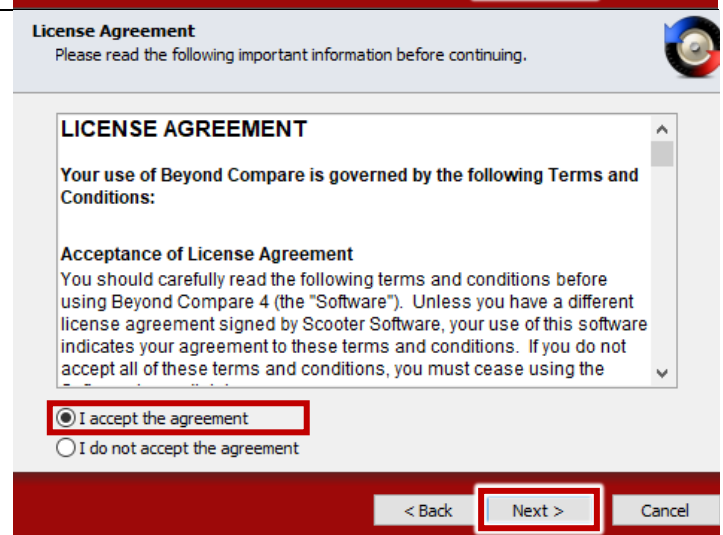 License Agreement
Please read the following important information before continuing.
LICENSE AGREEMENT
Your use of Beyond Compare is governed by the following Terms and
Conditions:
Acceptance of License Agreement
You should carefully read the following terms and conditions before
using Beyond Compare 4 (the "Software").  Unless you have a different
license agreement signed by Scooter Software, your use of this software
indicates your agreement to these terms and conditions.  If you do not
accept all of these terms and conditions, you must cease using the
I accept the agreement
I do not accept the agreement
< Back
Next >
Cancel